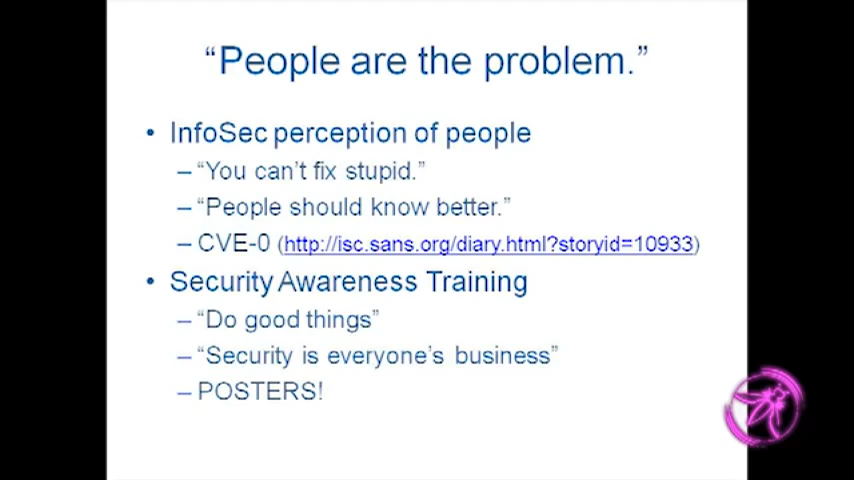 “People are the problem.”
• InfoSec perception of people
– “You can’t fix stupid.”
– “People should know better.”
– CVE-0 (http://isc.sans.org/diary.html?storyid=10933)
• Security Awareness Training
– “Do good things”
– “Security is everyone’s business”
– POSTERS!